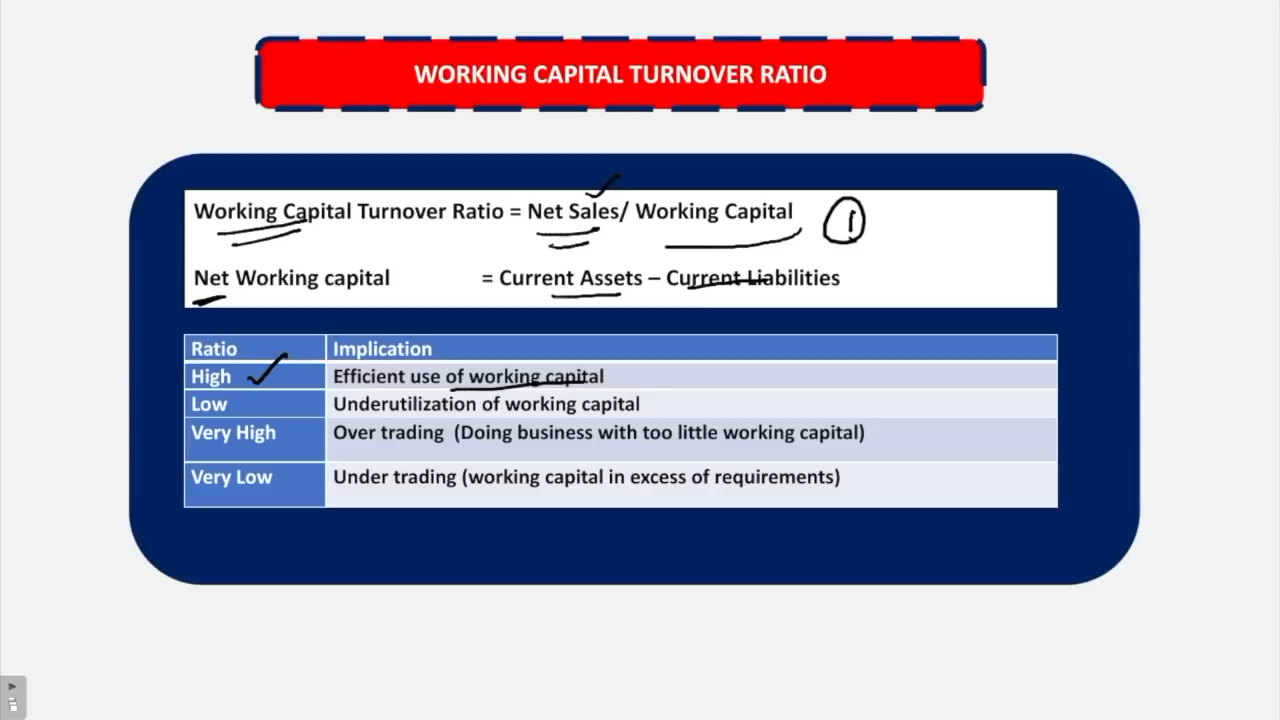 WORKING CAPITAL TURNOVER RATIO
Working Capital Turnover Ratio = Net Sales/ Working Capital
1
Net Working capital = Current Assets – Current Liabilities
Ratio Implication
High Efficient use of working capital
Low Underutilization of working capital
Very High Over trading (Doing business with too little working capital)
Very Low Under trading (working capital in excess of requirements)